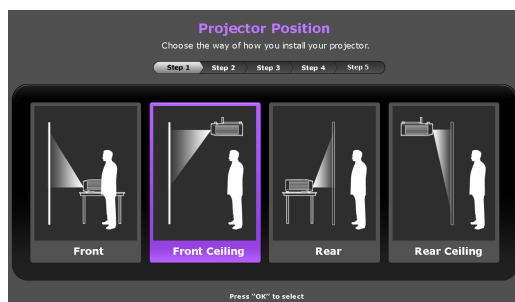 Projector Position
Choose the way of how you install your projector.
Step 1 Step 2 Step 3 Step 4 Step 5
Front Front Ceiling Rear Rear Ceiling
Press "OK" to select